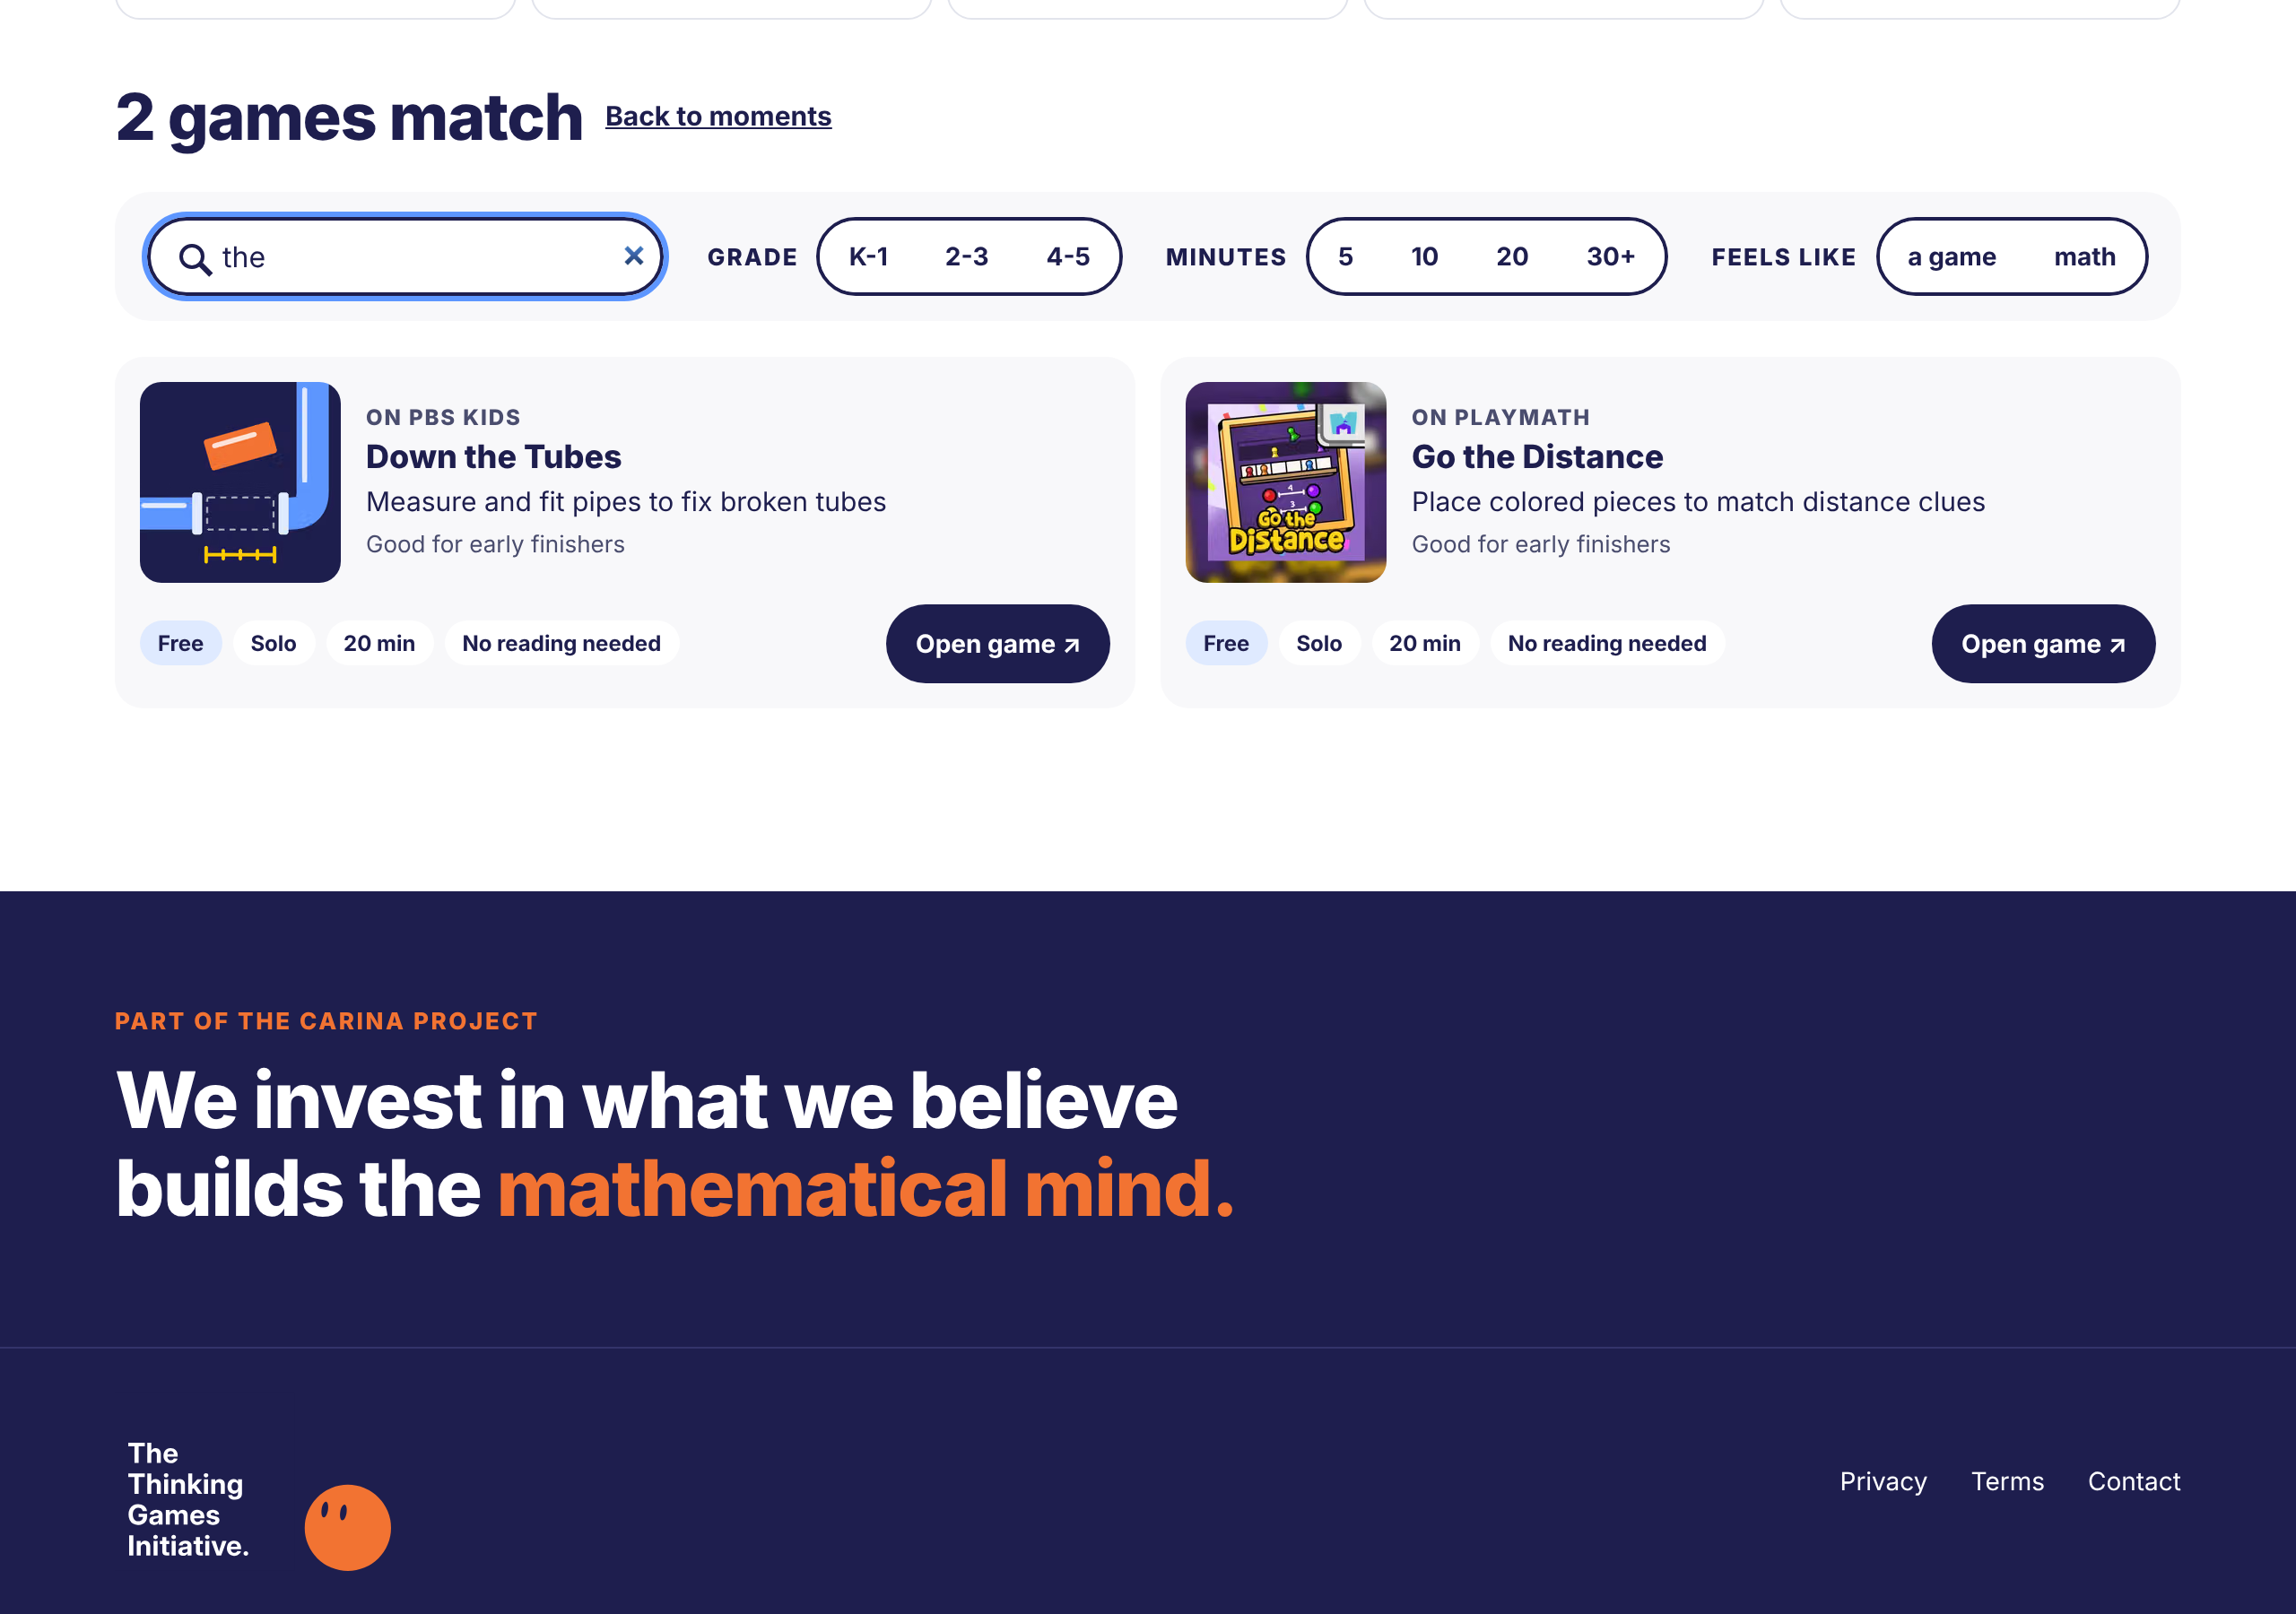 2 games match Back to moments
the ✕ GRADE K-1 2-3 4-5 MINUTES 5 10 20 30+ FEELS LIKE a game math
ON PBS KIDS
Down the Tubes
Measure and fit pipes to fix broken tubes
Good for early finishers
Free Solo 20 min No reading needed Open game ↗
4
3
Go the
Distance
ON PLAYMATH
Go the Distance
Place colored pieces to match distance clues
Good for early finishers
Free Solo 20 min No reading needed Open game ↗
PART OF THE CARINA PROJECT
We invest in what we believe
builds the mathematical mind.
The
Thinking
Games
Initiative.
Privacy Terms Contact